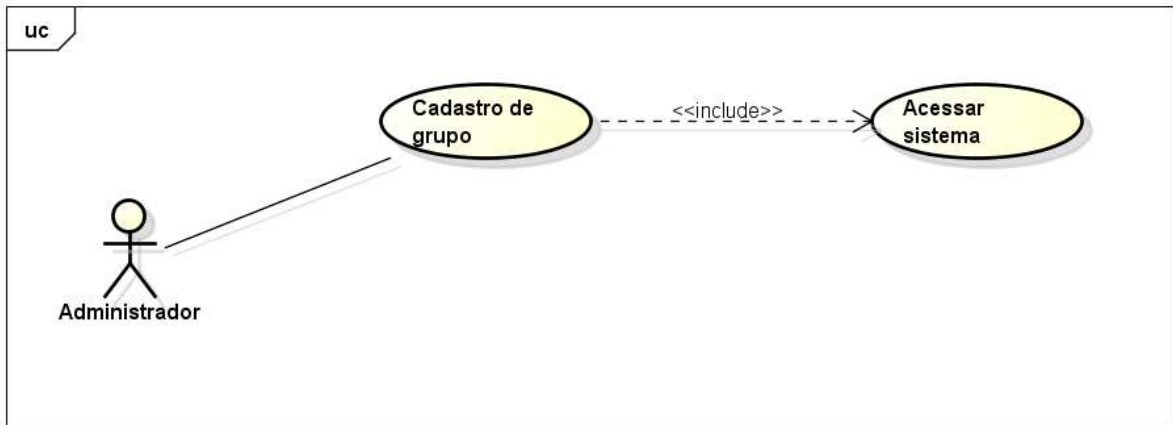 uc
Cadastro de
grupo
<<include>>
Acessar
sistema
Administrador